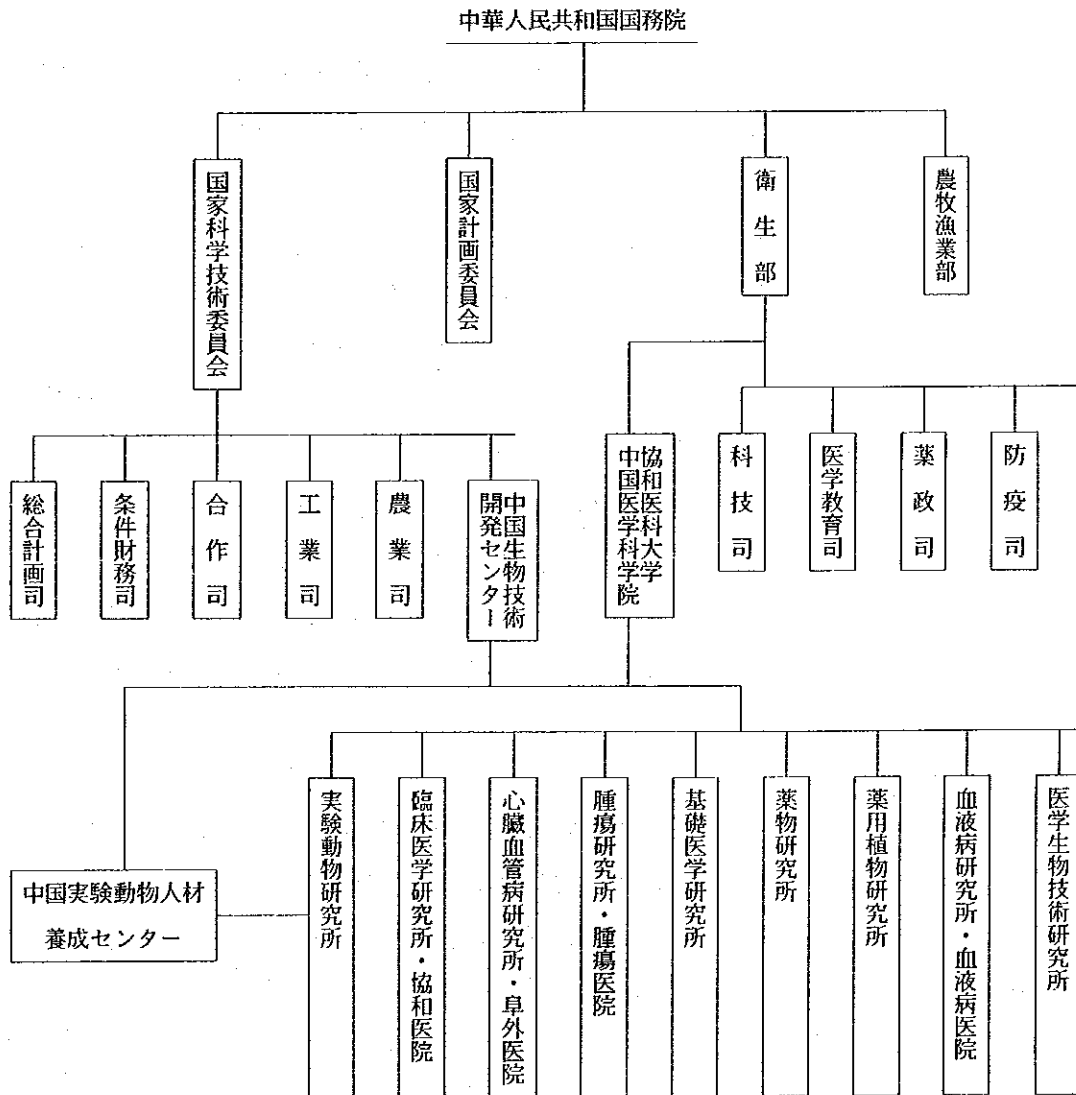 中華人民共和国国務院
国家科学技術委員会
国家計画委員会
衛生部
農牧漁業部
総合計画司
条件財務司
合作司
工業司
農業司
中国生物技術
開発センター
協和医科大学
中国医学科学院
科技司
医学教育司
薬政司
防疫司
中国実験動物人材
養成センター
実験動物研究所
臨床医学研究所・協和医院
心臓血管病研究所・阜外医院
腫瘍研究所・腫瘍医院
基礎医学研究所
薬物研究所
薬用植物研究所
血液病研究所・血液病医院
医学生物技術研究所